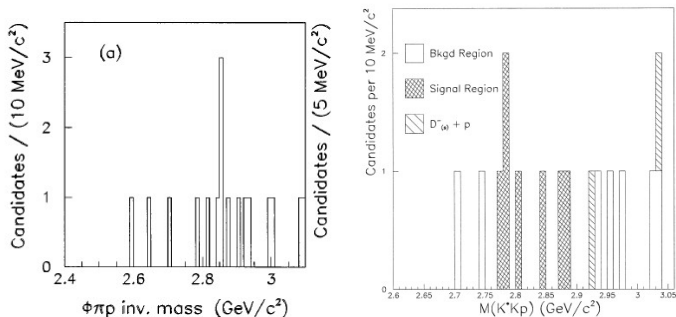 Candidates / (10 MeV/c²)
(a)
3
2
1
0
2.4 2.6 2.8 3
Φπp inv. mass (GeV/c²)
Candidates / (5 MeV/c²)
Candidates per 10 MeV/c²
2
1
0
Bkgd Region
Signal Region
D⁻₍ₛ₎ + p
2.6 2.65 2.7 2.75 2.8 2.85 2.9 2.95 3 3.05
M(K*Kp) (GeV/c²)